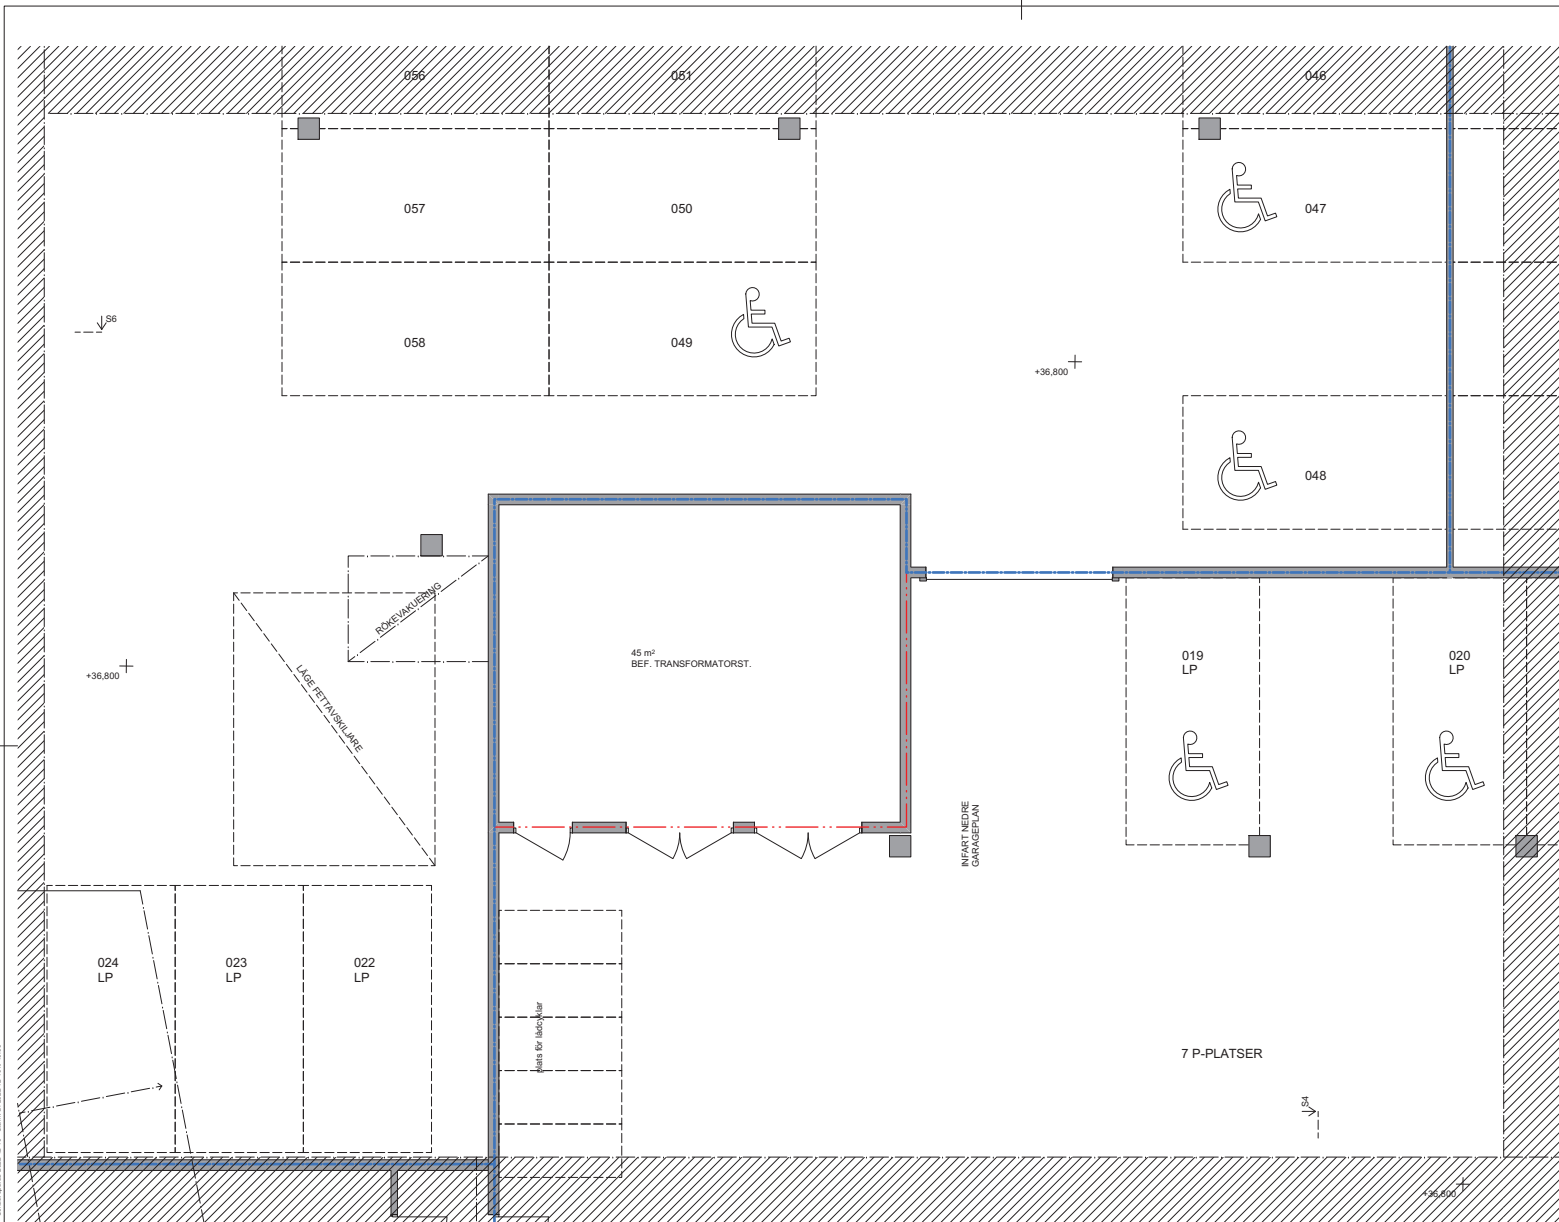 056
051
046
057
050
047
S6
058
049
+36,800
048
RÖKEVAKUERING
45 m²
BEF. TRANSFORMATORST.
019
LP
020
LP
+36,800
LÄGE FETTAVSKILJARE
INFART NEDRE
GARAGEPLAN
024
LP
023
LP
022
LP
plats för lådcyklar
7 P-PLATSER
S4
+36,800